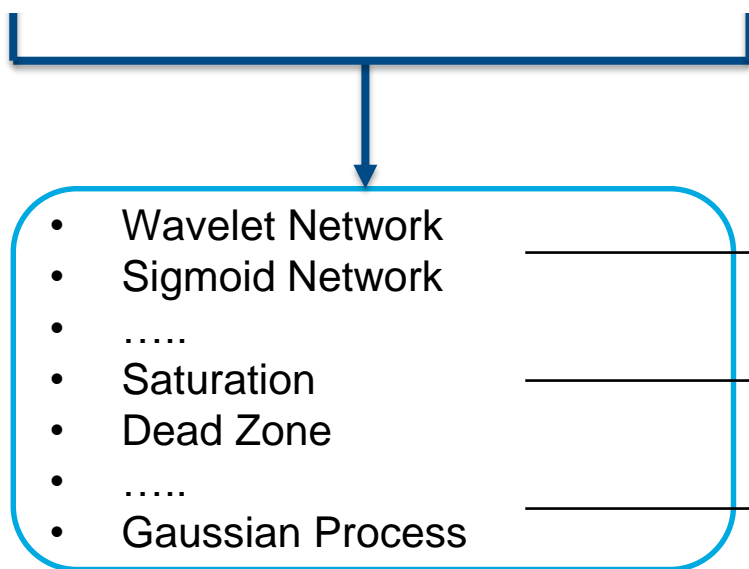 • Wavelet Network
• Sigmoid Network
• …..
• Saturation
• Dead Zone
• …..
• Gaussian Process